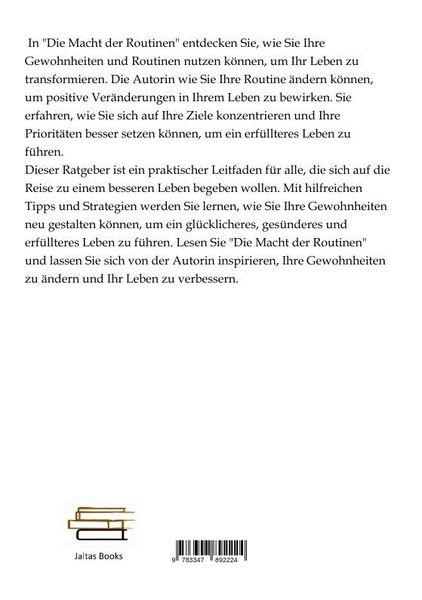 In "Die Macht der Routinen" entdecken Sie, wie Sie Ihre
Gewohnheiten und Routinen nutzen können, um Ihr Leben zu
transformieren. Die Autorin wie Sie Ihre Routine ändern können,
um positive Veränderungen in Ihrem Leben zu bewirken. Sie
erfahren, wie Sie sich auf Ihre Ziele konzentrieren und Ihre
Prioritäten besser setzen können, um ein erfüllteres Leben zu
führen.
Dieser Ratgeber ist ein praktischer Leitfaden für alle, die sich auf die
Reise zu einem besseren Leben begeben wollen. Mit hilfreichen
Tipps und Strategien werden Sie lernen, wie Sie Ihre Gewohnheiten
neu gestalten können, um ein glücklicheres, gesünderes und
erfüllteres Leben zu führen. Lesen Sie "Die Macht der Routinen"
und lassen Sie sich von der Autorin inspirieren, Ihre Gewohnheiten
zu ändern und Ihr Leben zu verbessern.
Jaltas Books
9 783347 892224